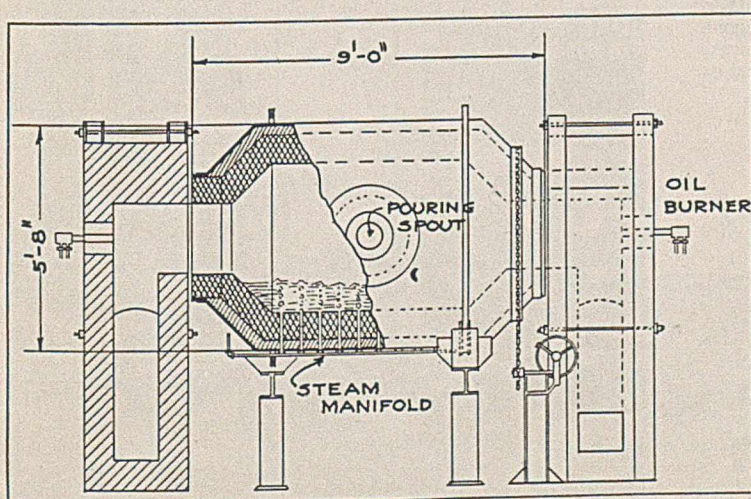 9'-0"
5'-8"
POURING
SPOUT
OIL
BURNER
STEAM
MANIFOLD